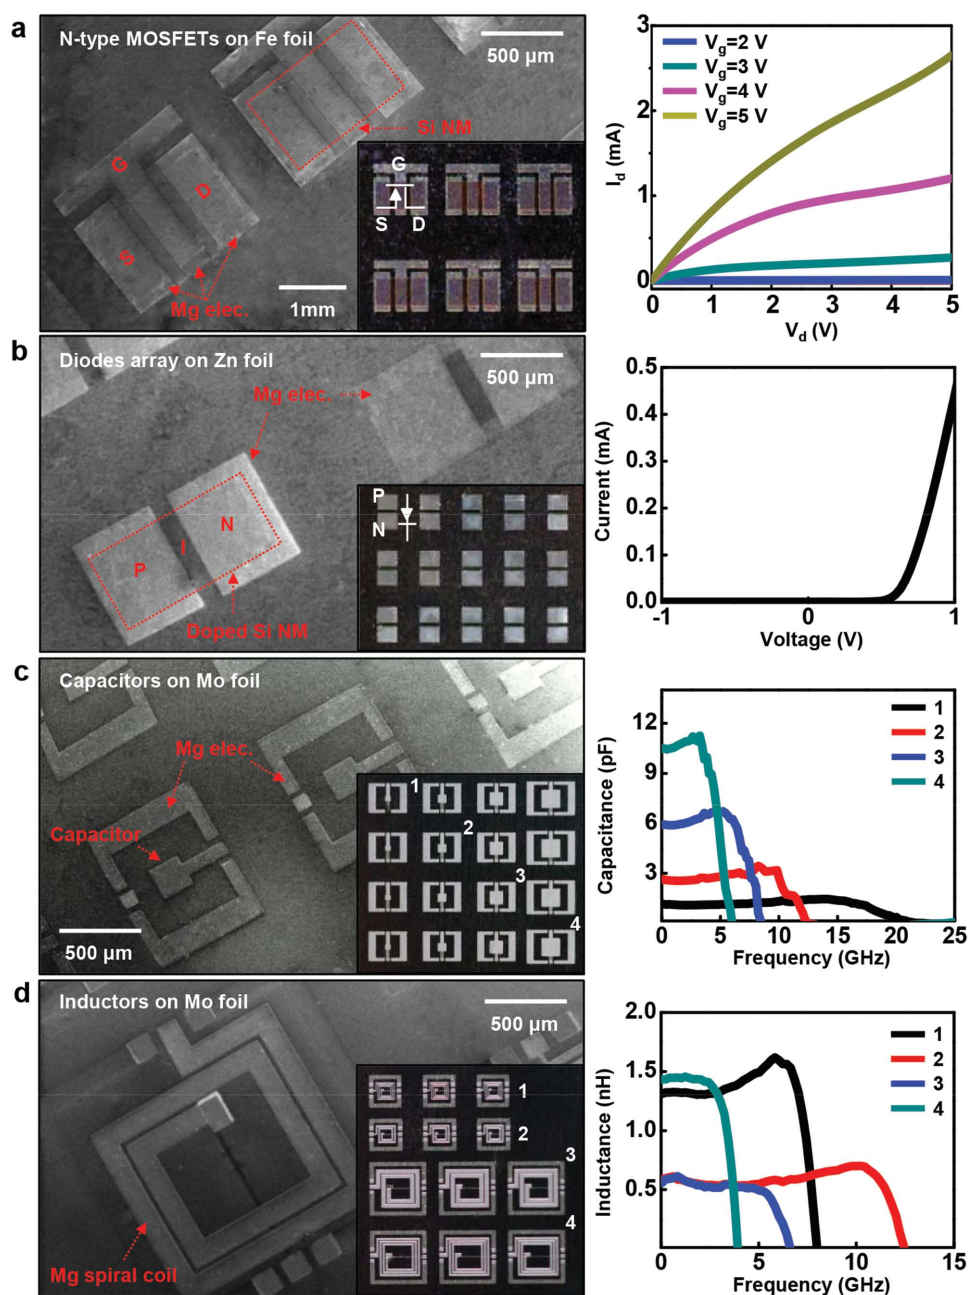 a
N-type MOSFETs on Fe foil
500 µm
Si NM
G
D
S
Mg elec.
1mm
G
S D
3
2
1
0
I_d (mA)
V_g=2 V
V_g=3 V
V_g=4 V
V_g=5 V
0 1 2 3 4 5
V_d (V)
b
Diodes array on Zn foil
500 µm
Mg elec.
P
I
N
Doped Si NM
P
N
0.5
0.4
0.3
0.2
0.1
0.0
Current (mA)
-1 0 1
Voltage (V)
c
Capacitors on Mo foil
Mg elec.
Capacitor
500 µm
1
2
3
4
12
9
6
3
Capacitance (pF)
1
2
3
4
0 5 10 15 20 25
Frequency (GHz)
d
Inductors on Mo foil
500 µm
Mg spiral coil
1
2
3
4
2.0
1.5
1.0
0.5
Inductance (nH)
1
2
3
4
0 5 10 15
Frequency (GHz)